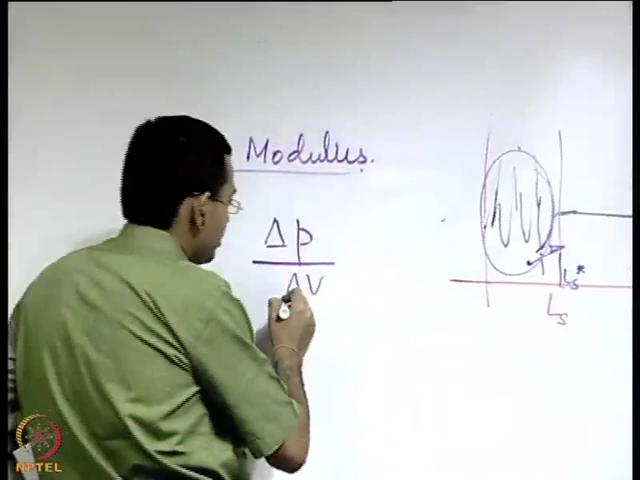 Modulus.
Δp
ΔV
Ls*
Ls
NPTEL